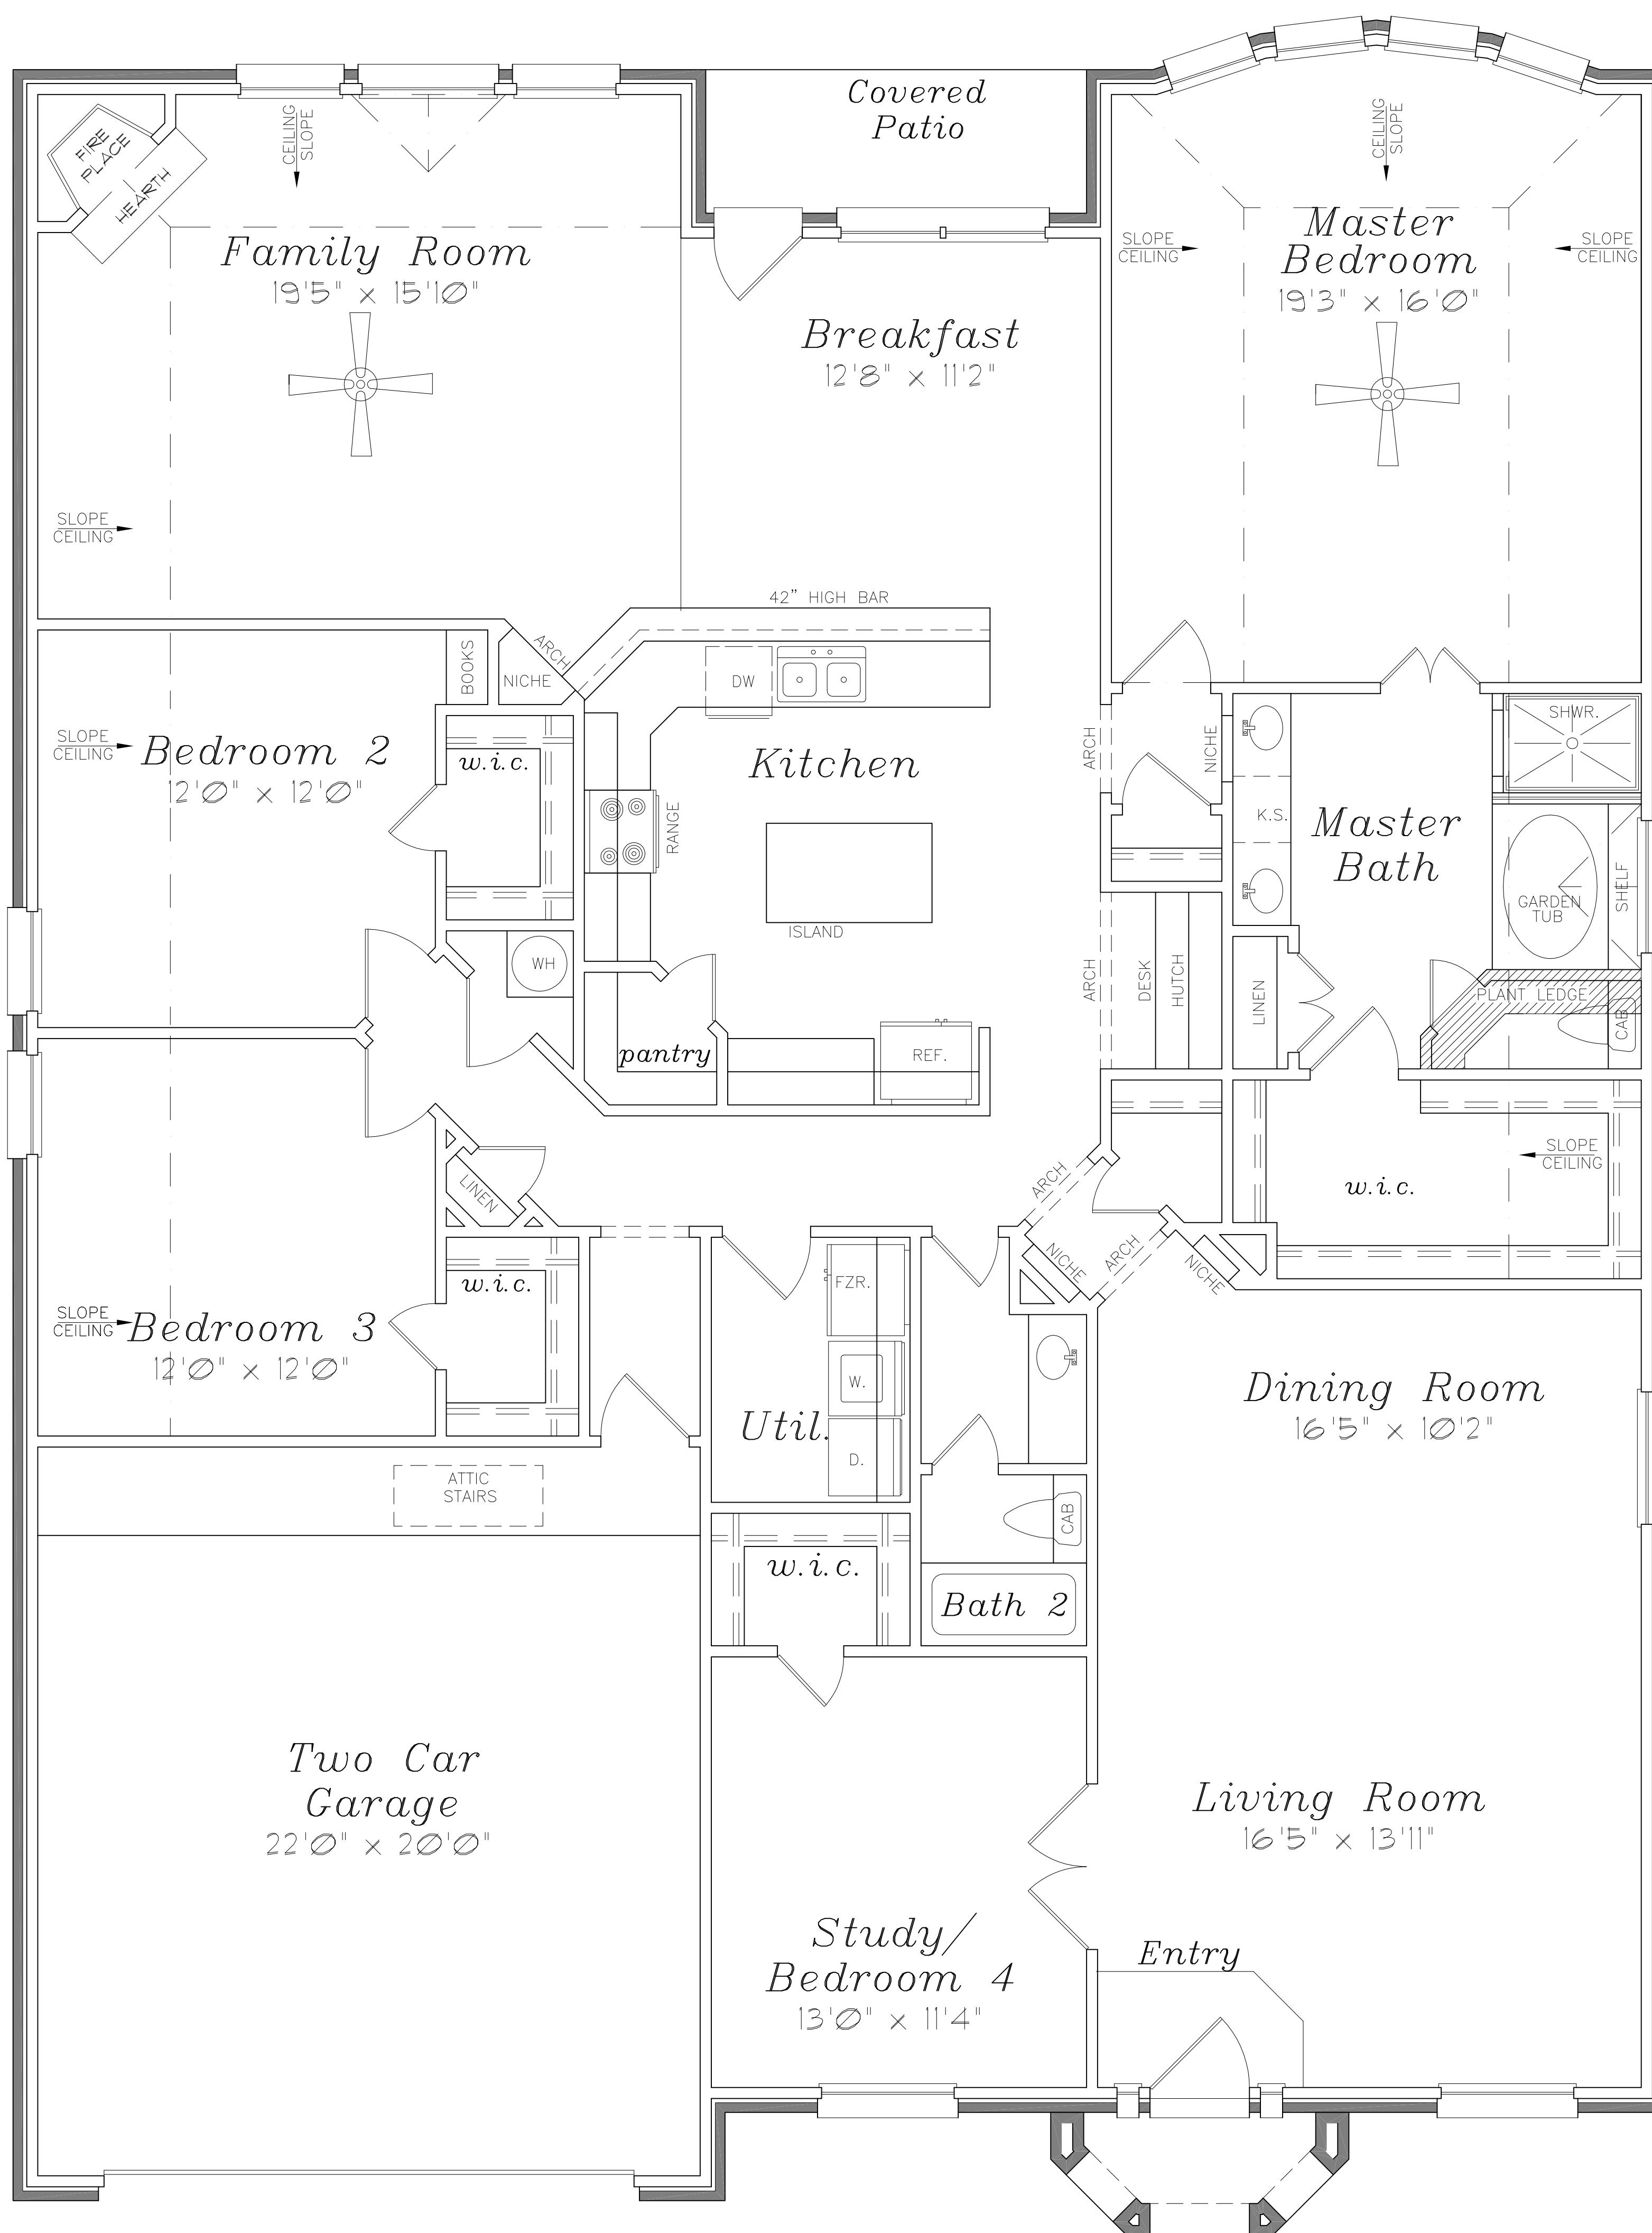 Covered
Patio
CEILING
SLOPE
CEILING
SLOPE
FIRE
PLACE
HEARTH
Family Room
19'5" x 15'10"
Master
Bedroom
19'3" x 16'0"
SLOPE
CEILING
SLOPE
CEILING
Breakfast
12'8" x 11'2"
SLOPE
CEILING
42" HIGH BAR
ARCH
NICHE
BOOKS
DW
SHWR.
SLOPE
CEILING
Bedroom 2
12'0" x 12'0"
w.i.c.
Kitchen
ARCH
NICHE
RANGE
K.S.
Master
Bath
GARDEN
TUB
SHELF
ISLAND
WH
ARCH
DESK
HUTCH
LINEN
PLANT LEDGE
CAB
pantry
REF.
SLOPE
CEILING
w.i.c.
LINEN
ARCH
NICHE
ARCH
NICHE
w.i.c.
FZR.
SLOPE
CEILING
Bedroom 3
12'0" x 12'0"
W.
Util.
D.
Dining Room
16'5" x 10'2"
ATTIC
STAIRS
CAB
w.i.c.
Bath 2
Two Car
Garage
22'0" x 20'0"
Living Room
16'5" x 13'11"
Study/
Bedroom 4
13'0" x 11'4"
Entry